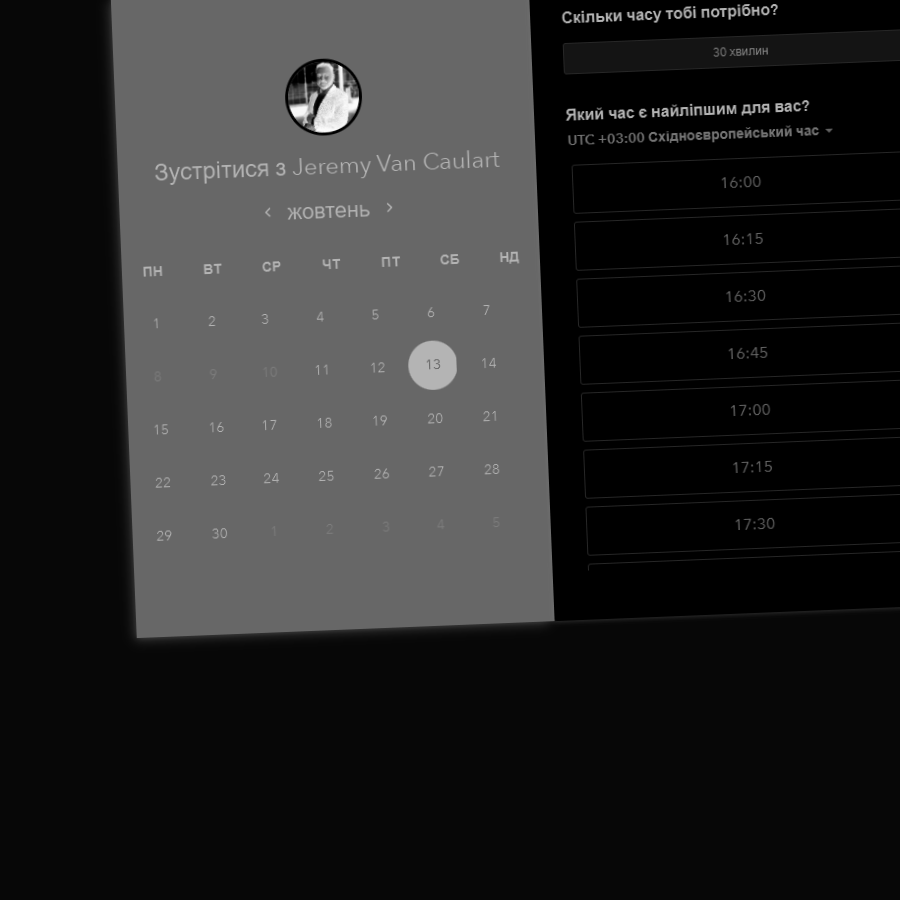 Зустрітися з Jeremy Van Caulart
жовтень
ПН ВТ СР ЧТ ПТ СБ НД
1 2 3 4 5 6 7
8 9 10 11 12 13 14
15 16 17 18 19 20 21
22 23 24 25 26 27 28
29 30 1 2 3 4 5
Скільки часу тобі потрібно?
30 хвилин
Який час є найліпшим для вас?
UTC +03:00 Східноєвропейський час
16:00
16:15
16:30
16:45
17:00
17:15
17:30